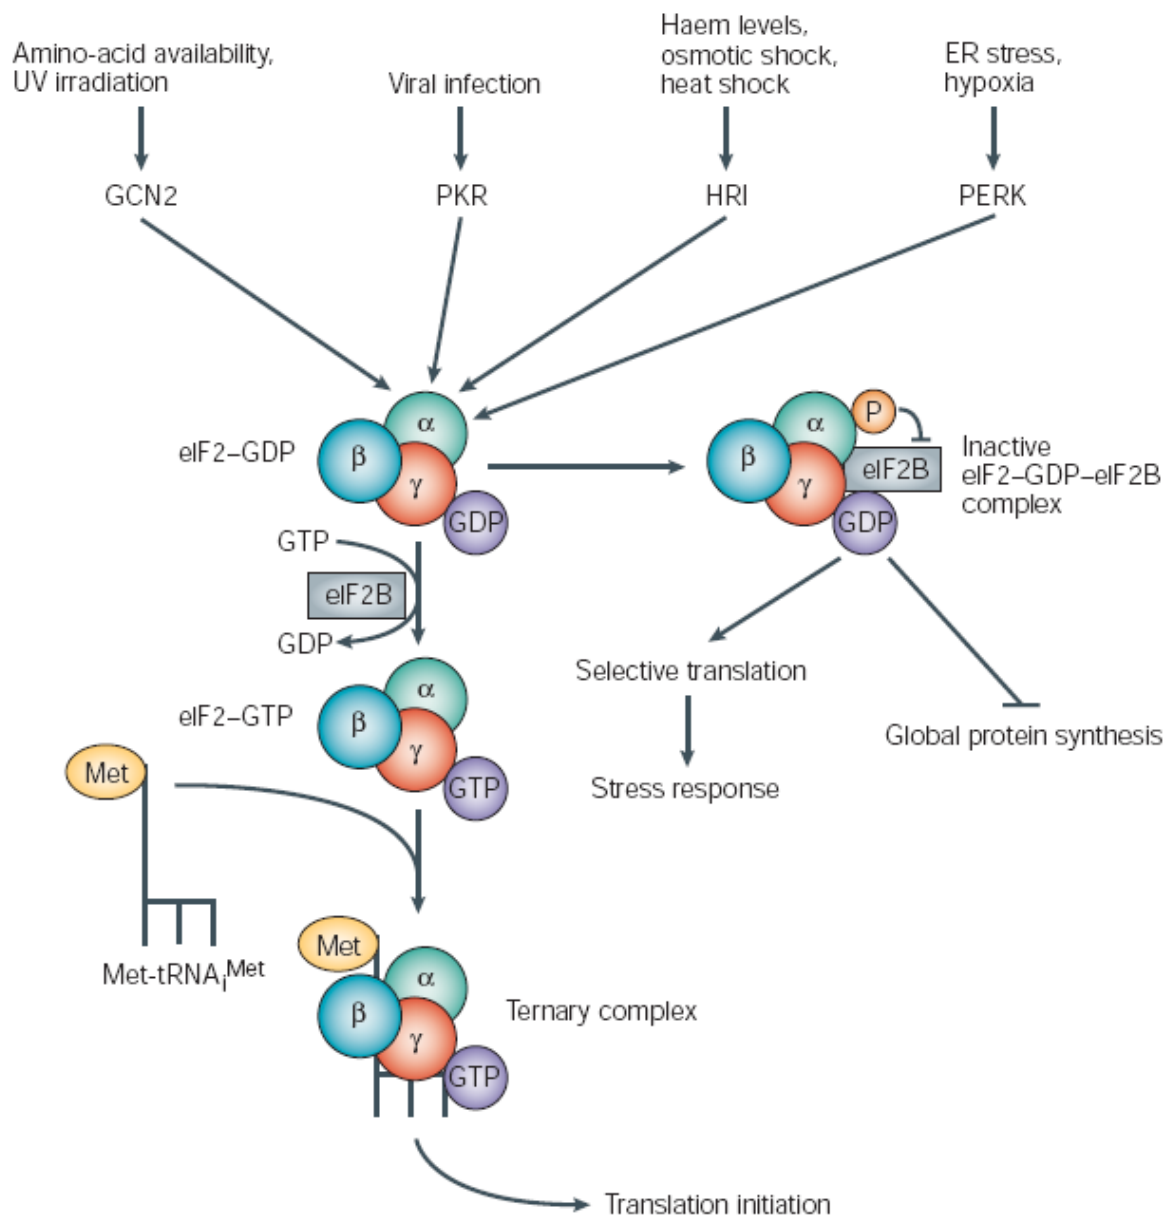 Amino-acid availability,
UV irradiation
Viral infection
Haem levels,
osmotic shock,
heat shock
ER stress,
hypoxia
GCN2
PKR
HRI
PERK
eIF2–GDP
α
β
γ
GDP
α
P
β
eIF2B
γ
GDP
Inactive
eIF2–GDP–eIF2B
complex
GTP
eIF2B
GDP
Selective translation
Global protein synthesis
Stress response
eIF2–GTP
α
β
γ
GTP
Met
Met-tRNAiMet
Met
α
β
γ
GTP
Ternary complex
Translation initiation